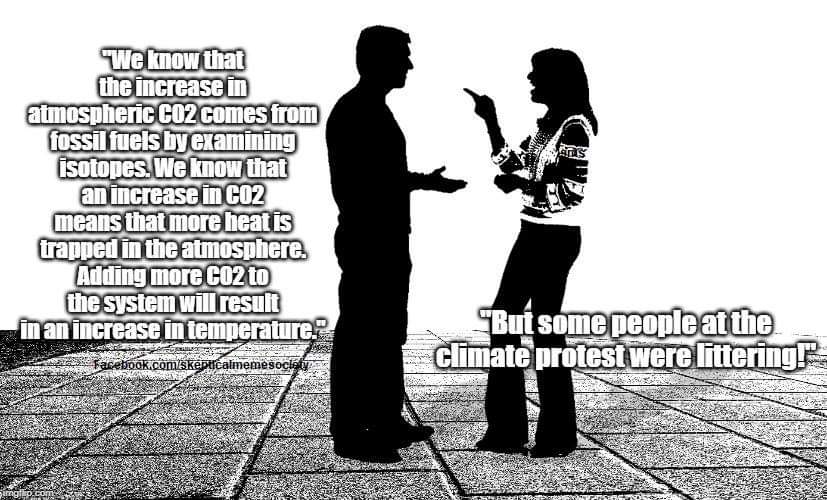 "We know that
the increase in
atmospheric CO2 comes from
fossil fuels by examining
isotopes. We know that
an increase in CO2
means that more heat is
trapped in the atmosphere.
Adding more CO2 to
the system will result
in an increase in temperature."
Facebook.com/skepticalmemesociety
"But some people at the
climate protest were littering!"
imgflip.com